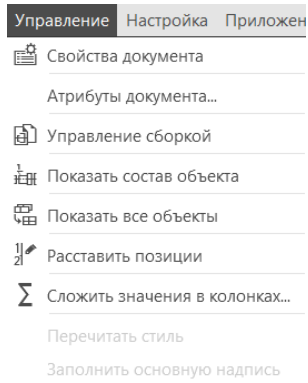 Управление Настройка Приложен
Свойства документа
Атрибуты документа...
Управление сборкой
Показать состав объекта
Показать все объекты
Расставить позиции
Сложить значения в колонках...
Перечитать стиль
Заполнить основную надпись